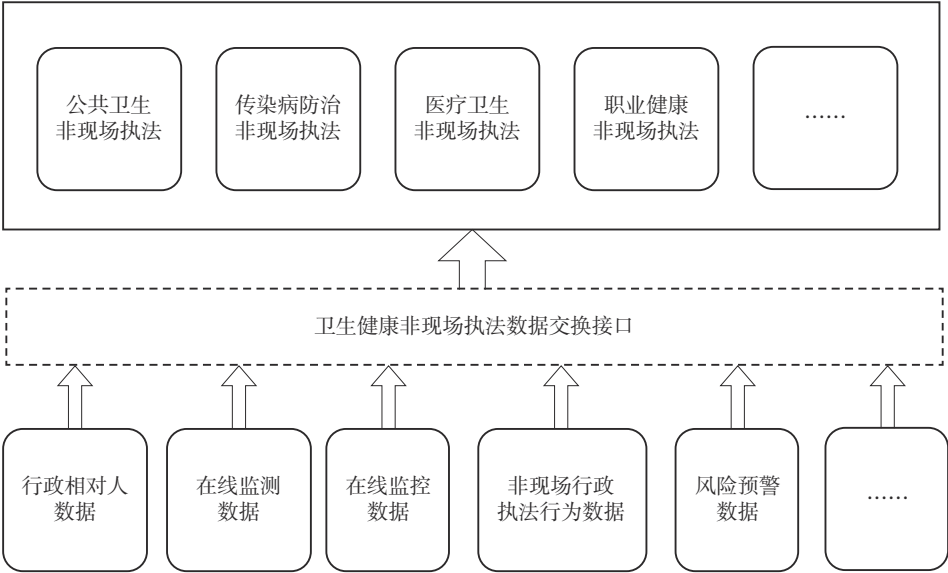 公共卫生
非现场执法
传染病防治
非现场执法
医疗卫生
非现场执法
职业健康
非现场执法
……
卫生健康非现场执法数据交换接口
行政相对人
数据
在线监测
数据
在线监控
数据
非现场行政
执法行为数据
风险预警
数据
……